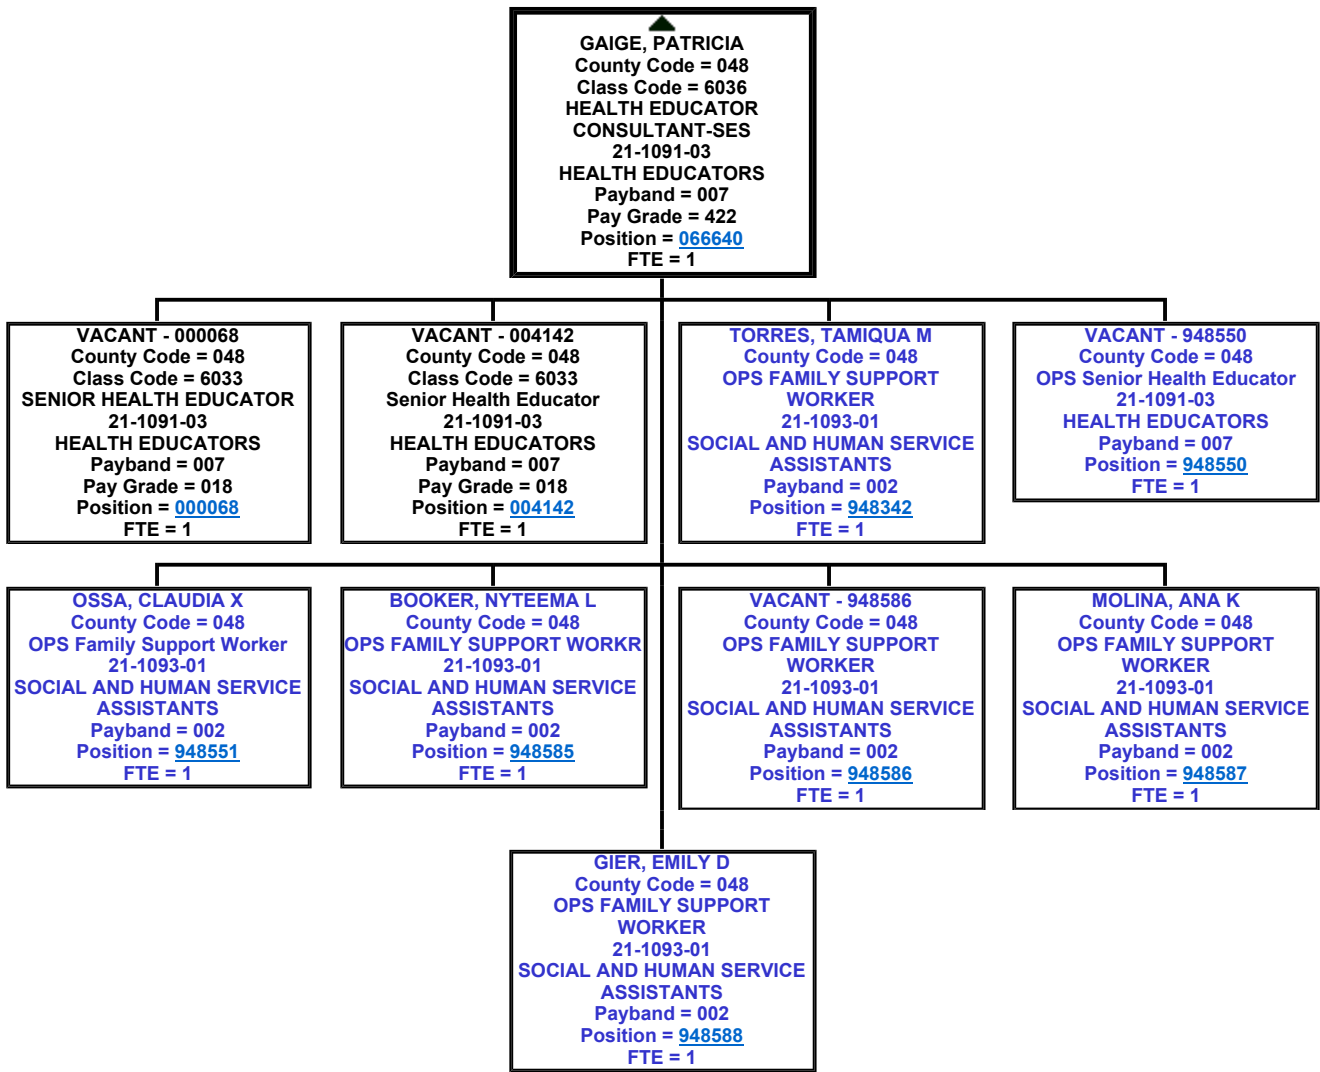 GAIGE, PATRICIA
County Code = 048
Class Code = 6036
HEALTH EDUCATOR
CONSULTANT-SES
21-1091-03
HEALTH EDUCATORS
Payband = 007
Pay Grade = 422
Position = 066640
FTE = 1
VACANT - 000068
County Code = 048
Class Code = 6033
SENIOR HEALTH EDUCATOR
21-1091-03
HEALTH EDUCATORS
Payband = 007
Pay Grade = 018
Position = 000068
FTE = 1
VACANT - 004142
County Code = 048
Class Code = 6033
Senior Health Educator
21-1091-03
HEALTH EDUCATORS
Payband = 007
Pay Grade = 018
Position = 004142
FTE = 1
TORRES, TAMIQUA M
County Code = 048
OPS FAMILY SUPPORT
WORKER
21-1093-01
SOCIAL AND HUMAN SERVICE
ASSISTANTS
Payband = 002
Position = 948342
FTE = 1
VACANT - 948550
County Code = 048
OPS Senior Health Educator
21-1091-03
HEALTH EDUCATORS
Payband = 007
Position = 948550
FTE = 1
OSSA, CLAUDIA X
County Code = 048
OPS Family Support Worker
21-1093-01
SOCIAL AND HUMAN SERVICE
ASSISTANTS
Payband = 002
Position = 948551
FTE = 1
BOOKER, NYTEEMA L
County Code = 048
OPS FAMILY SUPPORT WORKR
21-1093-01
SOCIAL AND HUMAN SERVICE
ASSISTANTS
Payband = 002
Position = 948585
FTE = 1
VACANT - 948586
County Code = 048
OPS FAMILY SUPPORT
WORKER
21-1093-01
SOCIAL AND HUMAN SERVICE
ASSISTANTS
Payband = 002
Position = 948586
FTE = 1
MOLINA, ANA K
County Code = 048
OPS FAMILY SUPPORT
WORKER
21-1093-01
SOCIAL AND HUMAN SERVICE
ASSISTANTS
Payband = 002
Position = 948587
FTE = 1
GIER, EMILY D
County Code = 048
OPS FAMILY SUPPORT
WORKER
21-1093-01
SOCIAL AND HUMAN SERVICE
ASSISTANTS
Payband = 002
Position = 948588
FTE = 1